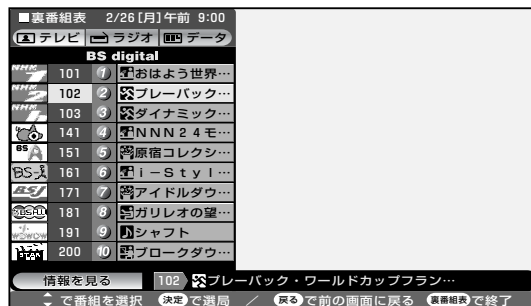 ■裏番組表 2/26[月]午前 9:00
テレビ ラジオ データ
BS digital
101 1 おはよう世界…
102 2 プレーバック…
103 3 ダイナミック…
141 4 NNN24モ…
BS 151 5 原宿コレクシ…
BS-i 161 6 i-Styl…
BSJ 171 7 アイドルダウ…
181 8 ガリレオの望…
WOWOW 191 9 シャフト
200 10 ブロークダウ…
情報を見る 102 プレーバック・ワールドカップフラン…
で番組を選択 決定で選局 / 戻るで前の画面に戻る 裏番組表で終了